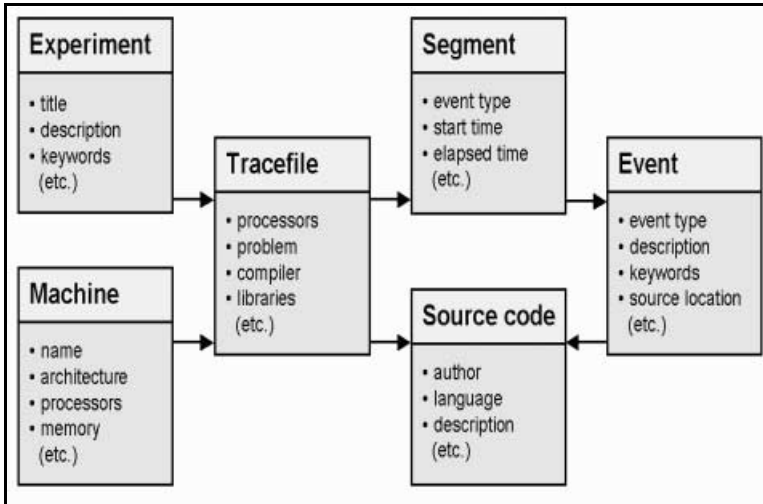 Experiment
• title
• description
• keywords
(etc.)
Machine
• name
• architecture
• processors
• memory
(etc.)
Tracefile
• processors
• problem
• compiler
• libraries
(etc.)
Segment
• event type
• start time
• elapsed time
(etc.)
Source code
• author
• language
• description
(etc.)
Event
• event type
• description
• keywords
• source location
(etc.)